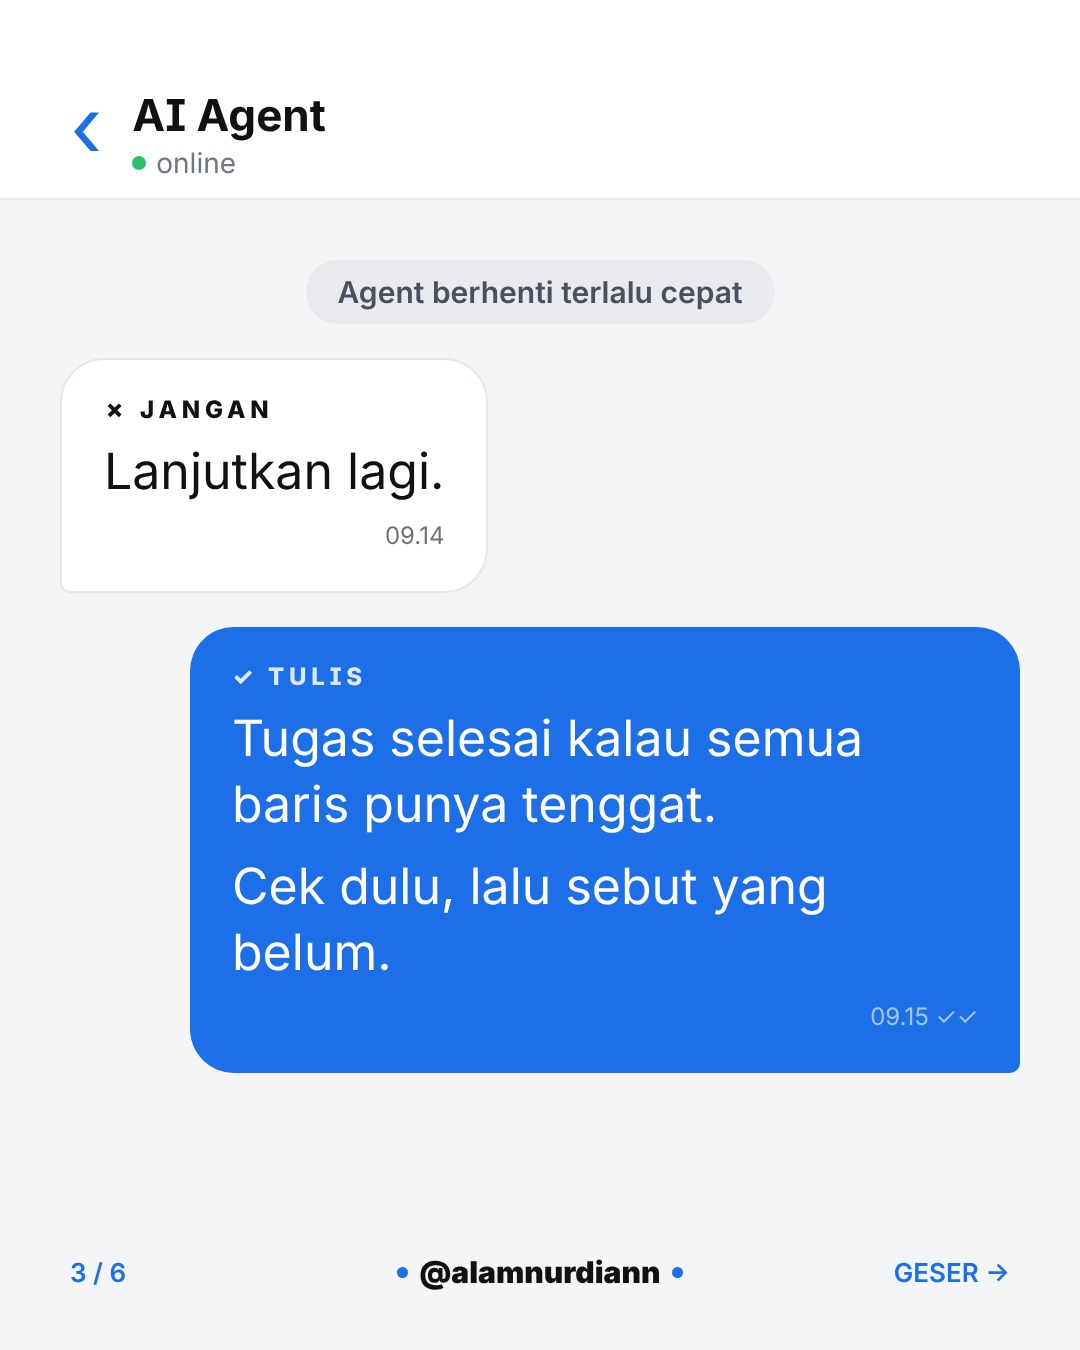 AI Agent
online
Agent berhenti terlalu cepat
× JANGAN
Lanjutkan lagi.
09.14
✓ TULIS
Tugas selesai kalau semua
baris punya tenggat.
Cek dulu, lalu sebut yang
belum.
09.15 ✓✓
3 / 6
• @alamnurdiann •
GESER →